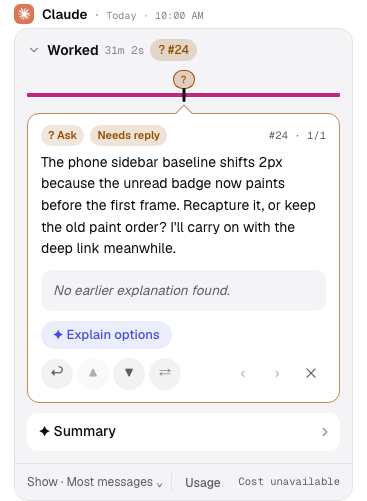 Claude · Today · 10:00 AM
Worked 31m 2s ? #24
?
? Ask Needs reply #24 · 1/1
The phone sidebar baseline shifts 2px
because the unread badge now paints
before the first frame. Recapture it, or keep
the old paint order? I'll carry on with the
deep link meanwhile.
No earlier explanation found.
Explain options
Summary
Show · Most messages Usage Cost unavailable